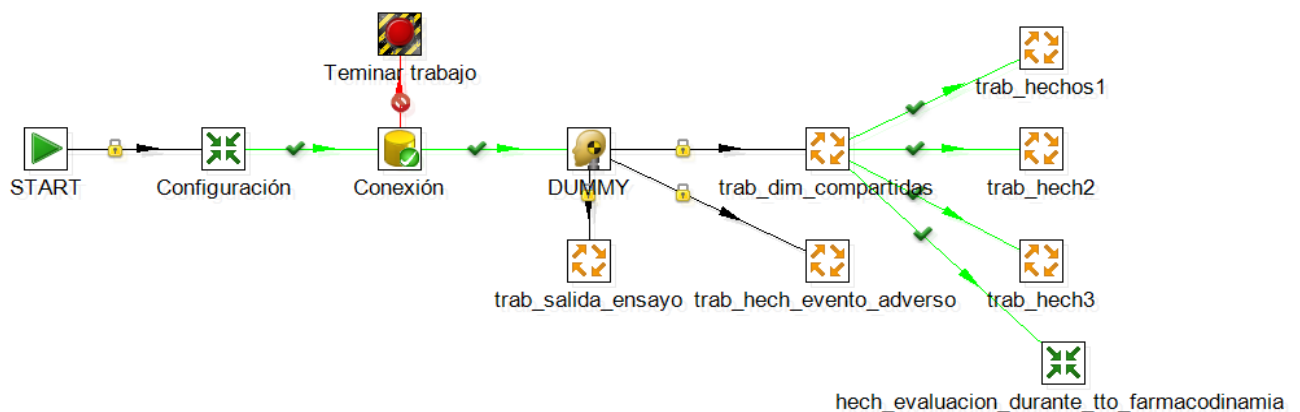 Teminar trabajo
trab_hechos1
START
Configuración
Conexión
DUMMY
trab_dim_compartidas
trab_hech2
trab_salida_ensayo
trab_hech_evento_adverso
trab_hech3
hech_evaluacion_durante_tto_farmacodinamia